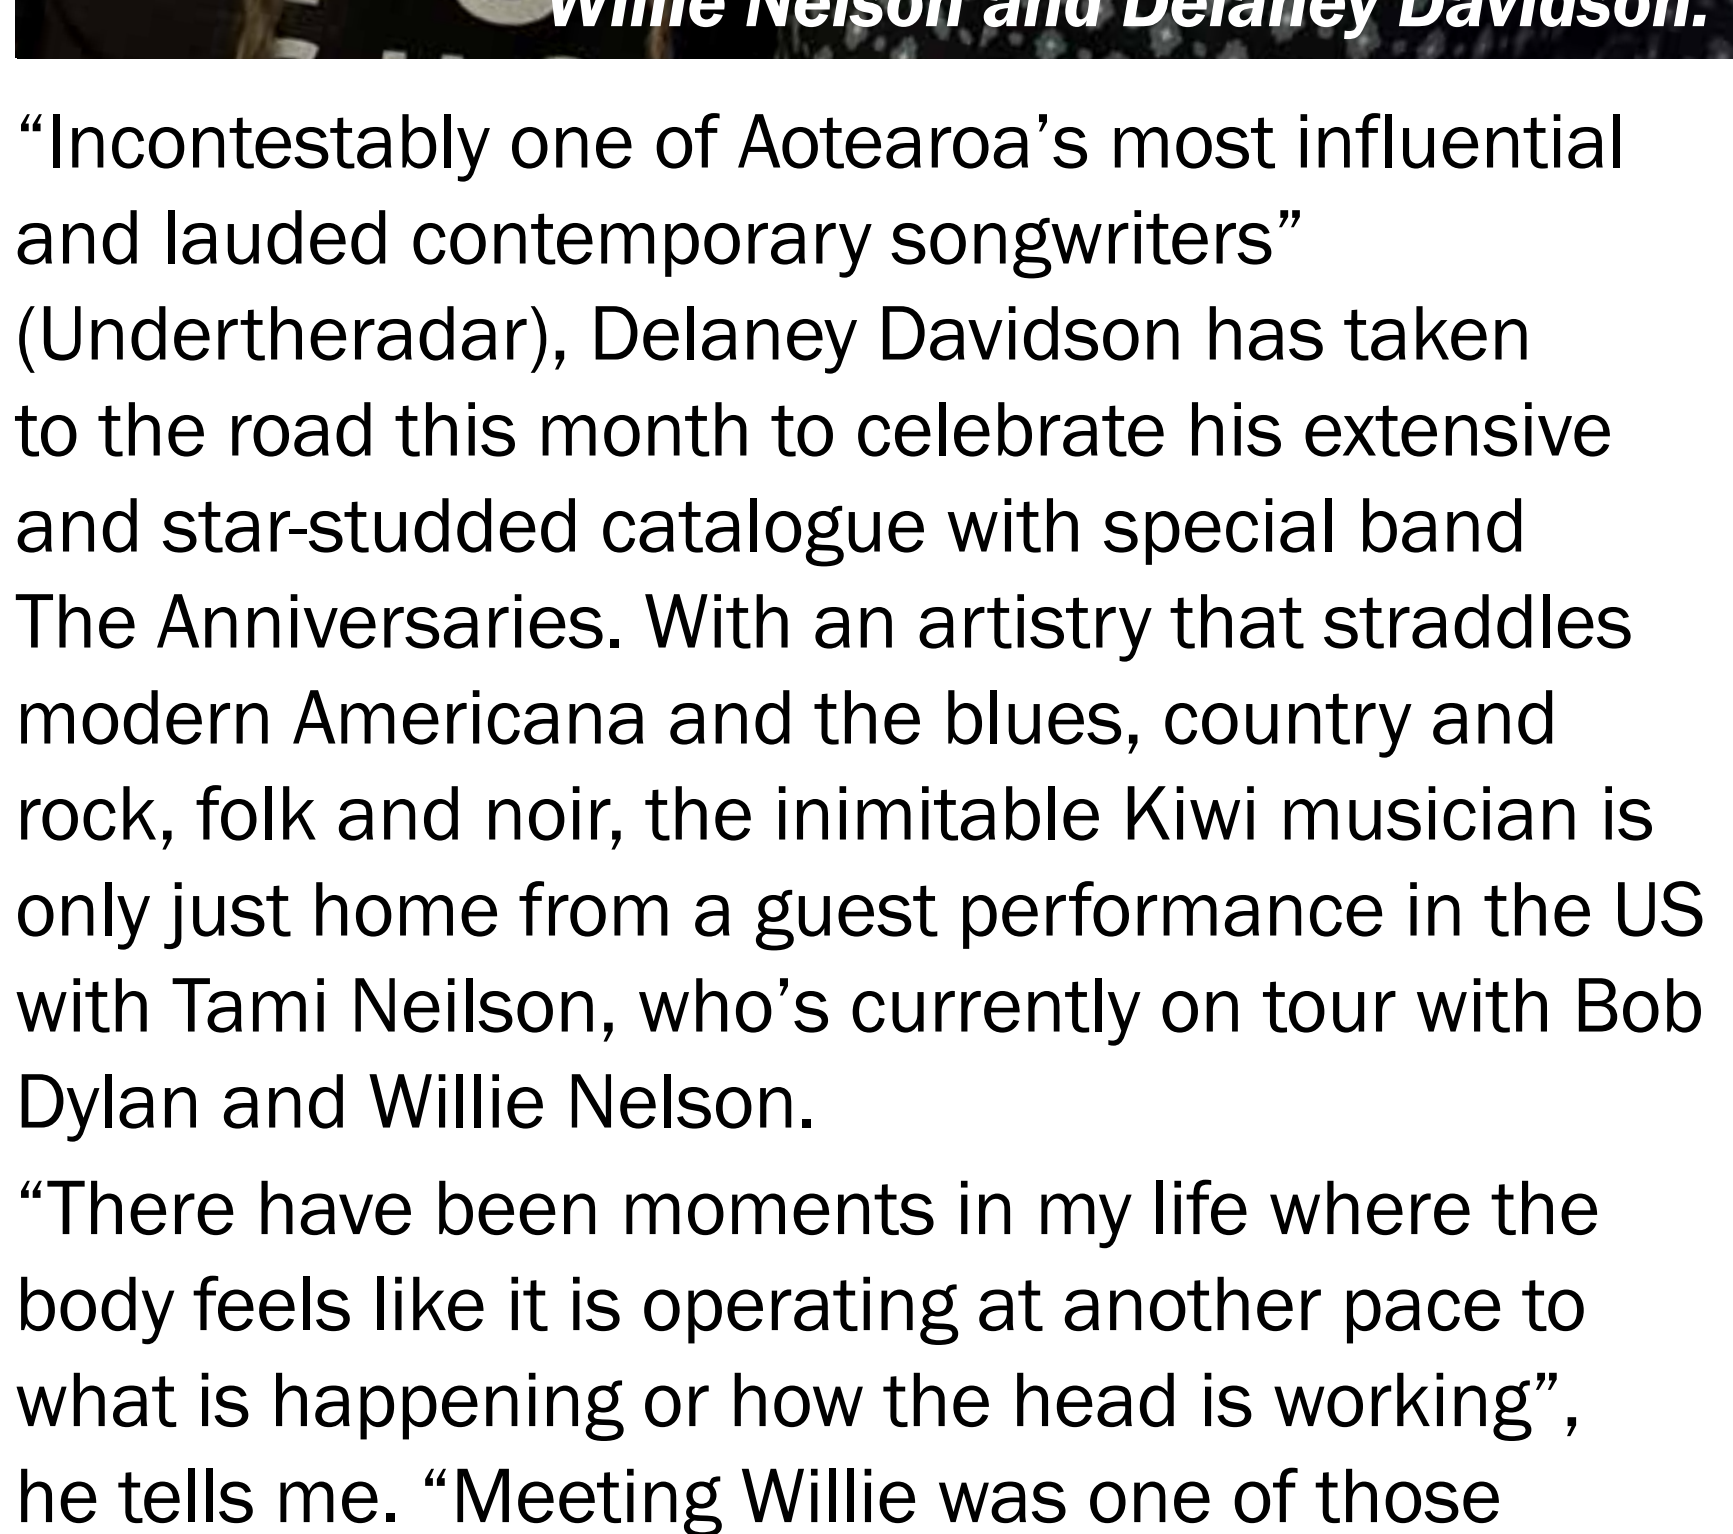 Willie Nelson and Delaney Davidson.
“Incontestably one of Aotearoa’s most influential
and lauded contemporary songwriters”
(Undertheradar), Delaney Davidson has taken
to the road this month to celebrate his extensive
and star-studded catalogue with special band
The Anniversaries. With an artistry that straddles
modern Americana and the blues, country and
rock, folk and noir, the inimitable Kiwi musician is
only just home from a guest performance in the US
with Tami Neilson, who’s currently on tour with Bob
Dylan and Willie Nelson.
“There have been moments in my life where the
body feels like it is operating at another pace to
what is happening or how the head is working”,
he tells me. “Meeting Willie was one of those